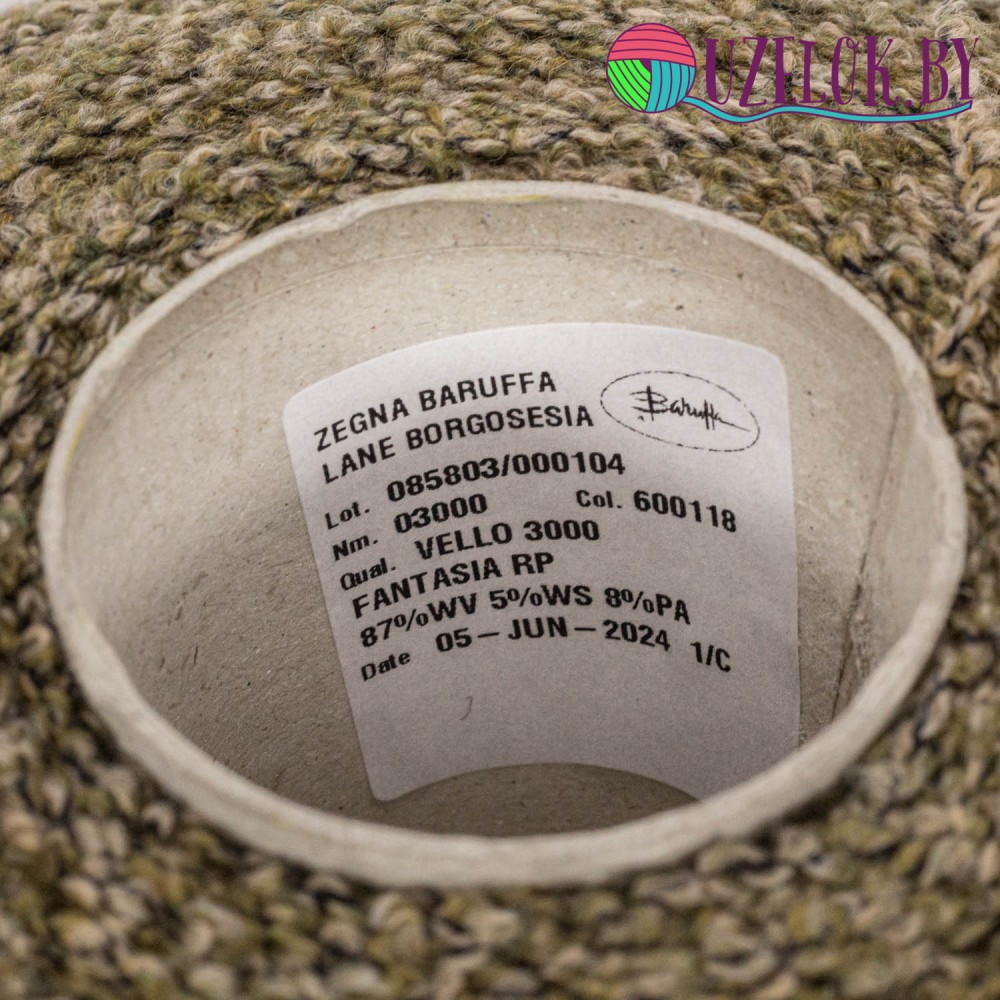 UZELOK.BY
ZEGNA BARUFFA
LANE BORGOSESIA
Baruffa
Lot. 085803/000104
Nm. 03000 Col. 600118
Qual. VELLO 3000
FANTASIA RP
87%WV 5%WS 8%PA
Date 05-JUN-2024 1/C